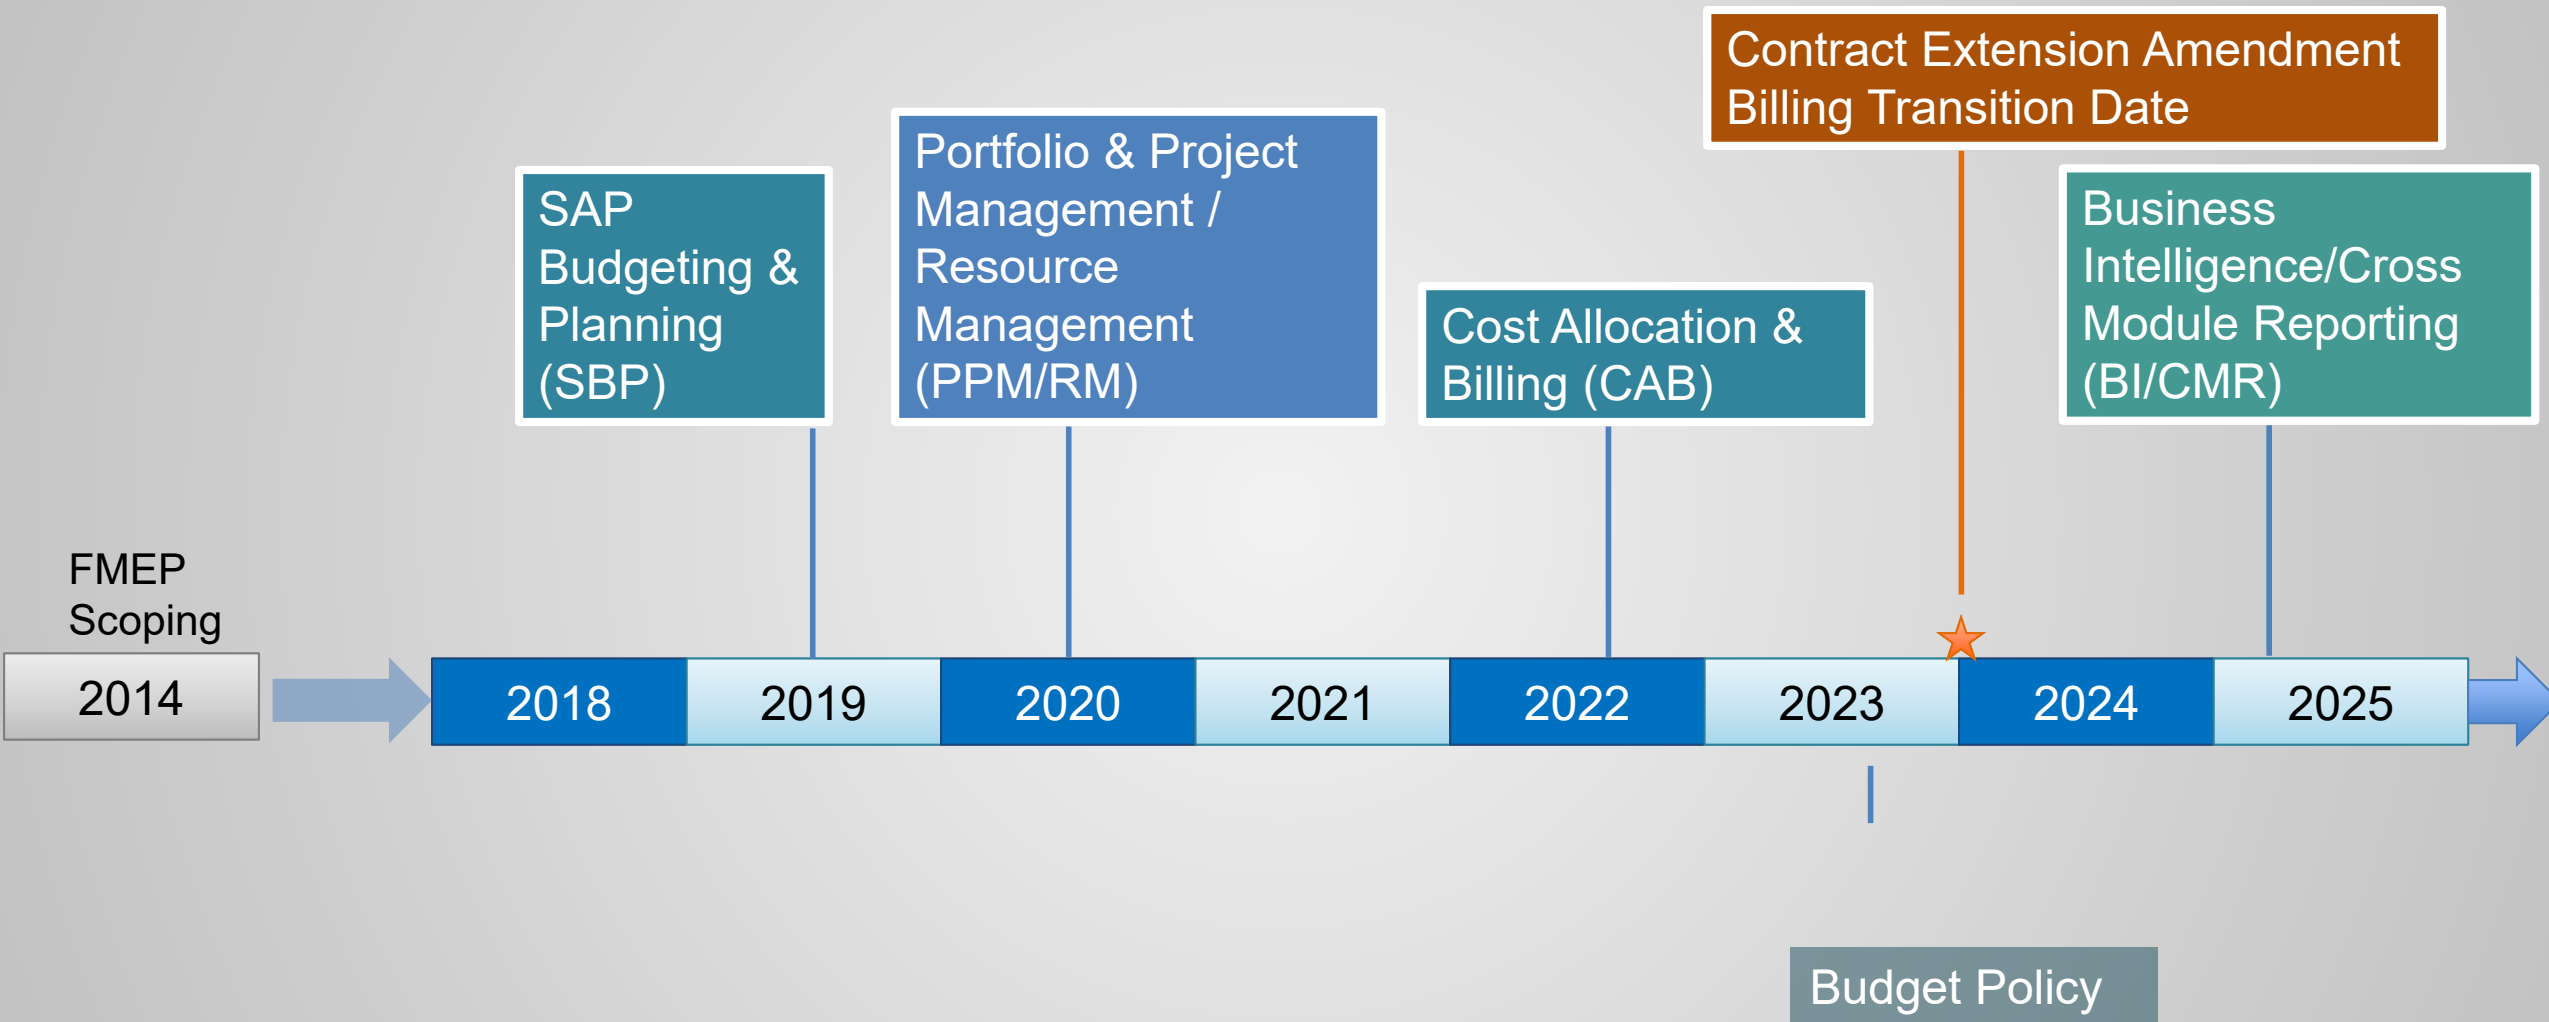 Contract Extension Amendment
Billing Transition Date
Portfolio & Project
Management /
Resource
Management
(PPM/RM)
SAP
Budgeting &
Planning
(SBP)
Business
Intelligence/Cross
Module Reporting
(BI/CMR)
Cost Allocation &
Billing (CAB)
FMEP
Scoping
2014
2018
2019
2020
2021
2022
2023
2024
2025
Budget Policy